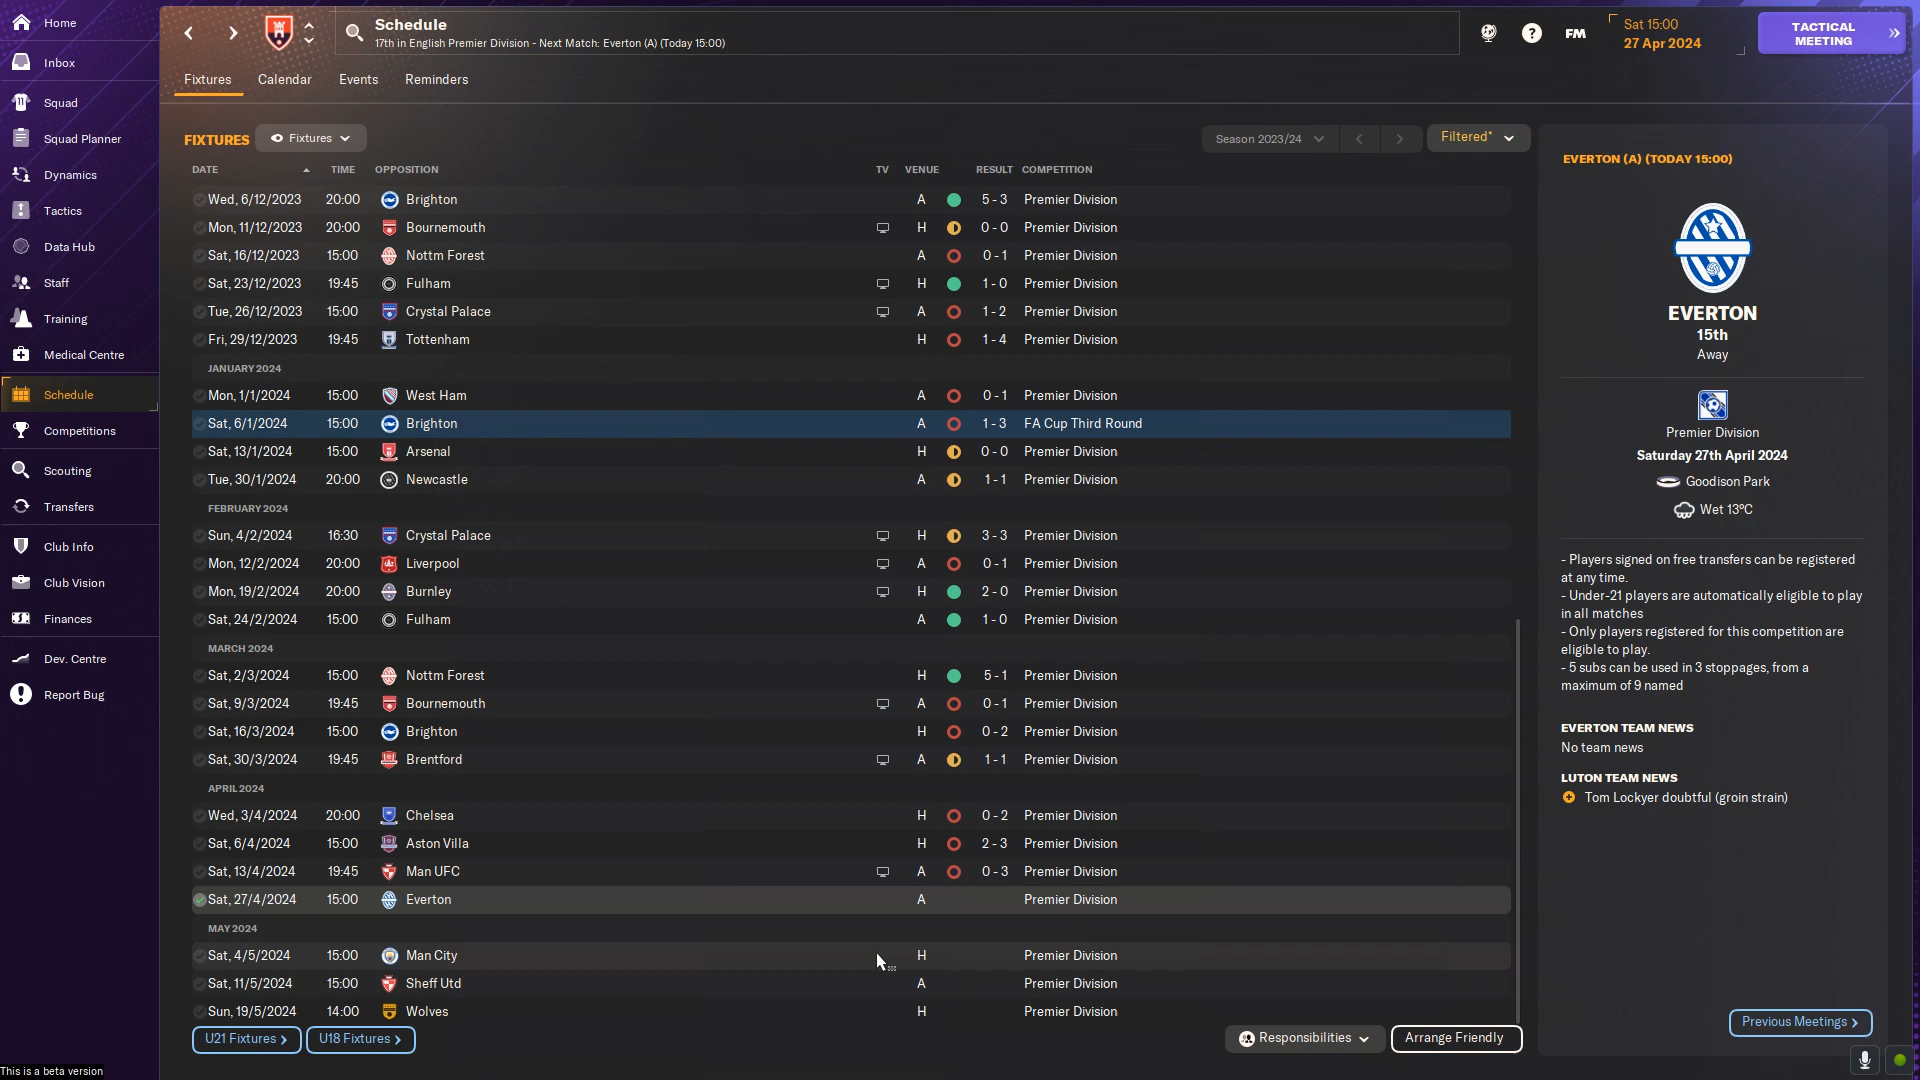 Home
Inbox
Squad
Squad Planner
Dynamics
Tactics
Data Hub
Staff
Training
Medical Centre
Schedule
Competitions
Scouting
Transfers
Club Info
Club Vision
Finances
Dev. Centre
Report Bug
This is a beta version
Schedule
17th in English Premier Division - Next Match: Everton (A) (Today 15:00)
FM
Sat 15:00
27 Apr 2024
TACTICAL
MEETING
Fixtures Calendar Events Reminders
FIXTURES Fixtures Season 2023/24 Filtered*
DATE TIME OPPOSITION TV VENUE RESULT COMPETITION
Wed, 6/12/2023 20:00 Brighton A 5 - 3 Premier Division
Mon, 11/12/2023 20:00 Bournemouth H 0 - 0 Premier Division
Sat, 16/12/2023 15:00 Nottm Forest A 0 - 1 Premier Division
Sat, 23/12/2023 19:45 Fulham H 1 - 0 Premier Division
Tue, 26/12/2023 15:00 Crystal Palace A 1 - 2 Premier Division
Fri, 29/12/2023 19:45 Tottenham H 1 - 4 Premier Division
JANUARY 2024
Mon, 1/1/2024 15:00 West Ham A 0 - 1 Premier Division
Sat, 6/1/2024 15:00 Brighton A 1 - 3 FA Cup Third Round
Sat, 13/1/2024 15:00 Arsenal H 0 - 0 Premier Division
Tue, 30/1/2024 20:00 Newcastle A 1 - 1 Premier Division
FEBRUARY 2024
Sun, 4/2/2024 16:30 Crystal Palace H 3 - 3 Premier Division
Mon, 12/2/2024 20:00 Liverpool A 0 - 1 Premier Division
Mon, 19/2/2024 20:00 Burnley H 2 - 0 Premier Division
Sat, 24/2/2024 15:00 Fulham A 1 - 0 Premier Division
MARCH 2024
Sat, 2/3/2024 15:00 Nottm Forest H 5 - 1 Premier Division
Sat, 9/3/2024 19:45 Bournemouth A 0 - 1 Premier Division
Sat, 16/3/2024 15:00 Brighton H 0 - 2 Premier Division
Sat, 30/3/2024 19:45 Brentford A 1 - 1 Premier Division
APRIL 2024
Wed, 3/4/2024 20:00 Chelsea H 0 - 2 Premier Division
Sat, 6/4/2024 15:00 Aston Villa H 2 - 3 Premier Division
Sat, 13/4/2024 19:45 Man UFC A 0 - 3 Premier Division
Sat, 27/4/2024 15:00 Everton A Premier Division
MAY 2024
Sat, 4/5/2024 15:00 Man City H Premier Division
Sat, 11/5/2024 15:00 Sheff Utd A Premier Division
Sun, 19/5/2024 14:00 Wolves H Premier Division
U21 Fixtures U18 Fixtures Responsibilities Arrange Friendly
EVERTON (A) (TODAY 15:00)
EVERTON
15th
Away
Premier Division
Saturday 27th April 2024
Goodison Park
Wet 13ºC
- Players signed on free transfers can be registered
at any time.
- Under-21 players are automatically eligible to play
in all matches
- Only players registered for this competition are
eligible to play.
- 5 subs can be used in 3 stoppages, from a
maximum of 9 named
EVERTON TEAM NEWS
No team news
LUTON TEAM NEWS
Tom Lockyer doubtful (groin strain)
Previous Meetings